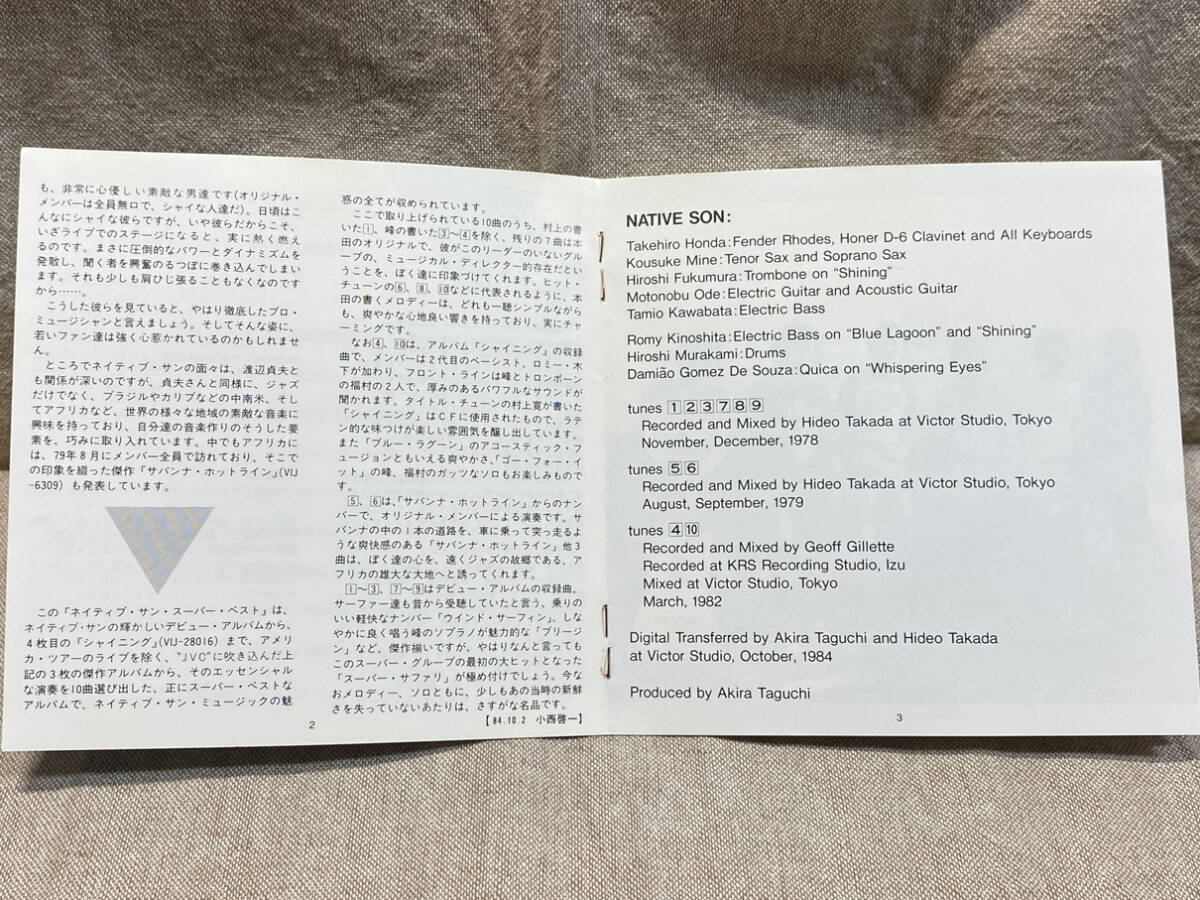 も、非常に心優しい素敵な男達です(オリジナル・
メンバーは全員無口で、シャイな人達だ)。日頃はこ
んなにシャイな彼らですが、いや彼らだからこそ、
いざライブでのステージになると、実に熱く燃え
るのです。まさに圧倒的なパワーとダイナミズムを
発散し、聞く者を興奮のるつぼに巻き込んでしまい
ます。それも少しも肩ひじ張ることもなくなのです
から……。
こうした彼らを見ていると、やはり徹底したプロ・
ミュージシャンと言えましょう。そしてそんな姿に、
若いファン達は強く心惹かれているのかもしれませ
ん。
ところでネイティブ・サンの面々は、渡辺貞夫と
も関係が深いのですが、貞夫さんと同様に、ジャズ
だけでなく、ブラジルやカリブなどの中南米、そし
てアフリカなど、世界の様々な地域の素敵な音楽に
興味を持っており、自分達の音楽作りのそうした要
素を、巧みに取り入れています。中でもアフリカに
は、79年8月にメンバー全員で訪れており、そこで
の印象を綴った傑作「サバンナ・ホットライン」(VIJ
-6309)も発表しています。
この「ネイティブ・サン・スーパー・ベスト」は、
ネイティブ・サンの輝かしいデビュー・アルバムから、
4枚目の「シャイニング」(VIJ-28016)まで、アメリ
カ・ツアーのライブを除く、"JVC"に吹き込んだ上
記の3枚の傑作アルバムから、そのエッセンシャル
な演奏を10曲選び出した、正にスーパー・ベストな
アルバムで、ネイティブ・サン・ミュージックの魅
2
惑の全てが収められています。
ここで取り上げられている10曲のうち、村上の書
いた①、峰の書いた③〜④を除く、残りの7曲は本
田のオリジナルで、彼がこのリーダーのいないグル
ープの、ミュージカル・ディレクター的存在だとい
うことを、ぼく達に印象づけてくれます。ヒット・
チューンの⑥、⑧、⑩などに代表されるように、本
田の書くメロディーは、どれも一聴シンプルながら
も、爽やかな心地良い響きを持っており、実にチャ
ーミングです。
なお④、⑩は、アルバム「シャイニング」の収録
曲で、メンバーは2代目のベーシスト、ロミー・木
下が加わり、フロント・ラインは峰とトロンボーン
の福村の2人で、厚みのあるパワフルなサウンドが
聞かれます。タイトル・チューンの村上寛が書いた
「シャイニング」はCFに使用されたもので、ラテ
ン的な味つけが楽しい雰囲気を醸し出しています。
また「ブルー・ラグーン」のアコースティック・フ
ュージョンともいえる爽やかさ、「ゴー・フォー・イ
ット」の峰、福村のガッツなソロもお楽しみもので
す。
⑤、⑥は、「サバンナ・ホットライン」からのナン
バーで、オリジナル・メンバーによる演奏です。サ
バンナの中の1本の道路を、車に乗って突っ走るよ
うな爽快感のある「サバンナ・ホットライン」他3
曲は、ぼく達の心を、遠くジャズの故郷である、ア
フリカの雄大な大地へと誘ってくれます。
①〜③、⑦〜⑨はデビュー・アルバムの収録曲。
サーファー達も昔から愛聴していたと言う、乗りの
いい軽快なナンバー「ウインド・サーフィン」、しな
やかに良く唱う峰のソプラノが魅力的な「ブリージ
ン」など、傑作揃いですが、やはりなんと言っても
このスーパー・グループの最初の大ヒットとなった
「スーパー・サファリ」が極め付けでしょう。今な
おメロディー、ソロともに、少しもあの当時の新鮮
さを失っていないあたりは、さすがな名品です。
【84.10.2 小西啓一】
NATIVE SON:
Takehiro Honda:Fender Rhodes, Honer D-6 Clavinet and All Keyboards
Kousuke Mine:Tenor Sax and Soprano Sax
Hiroshi Fukumura:Trombone on "Shining"
Motonobu Ode:Electric Guitar and Acoustic Guitar
Tamio Kawabata:Electric Bass
Romy Kinoshita:Electric Bass on "Blue Lagoon" and "Shining"
Hiroshi Murakami:Drums
Damião Gomez De Souza:Quica on "Whispering Eyes"
tunes 1 2 3 7 8 9
Recorded and Mixed by Hideo Takada at Victor Studio, Tokyo
November, December, 1978
tunes 5 6
Recorded and Mixed by Hideo Takada at Victor Studio, Tokyo
August, September, 1979
tunes 4 10
Recorded and Mixed by Geoff Gillette
Recorded at KRS Recording Studio, Izu
Mixed at Victor Studio, Tokyo
March, 1982
Digital Transferred by Akira Taguchi and Hideo Takada
at Victor Studio, October, 1984
Produced by Akira Taguchi
3